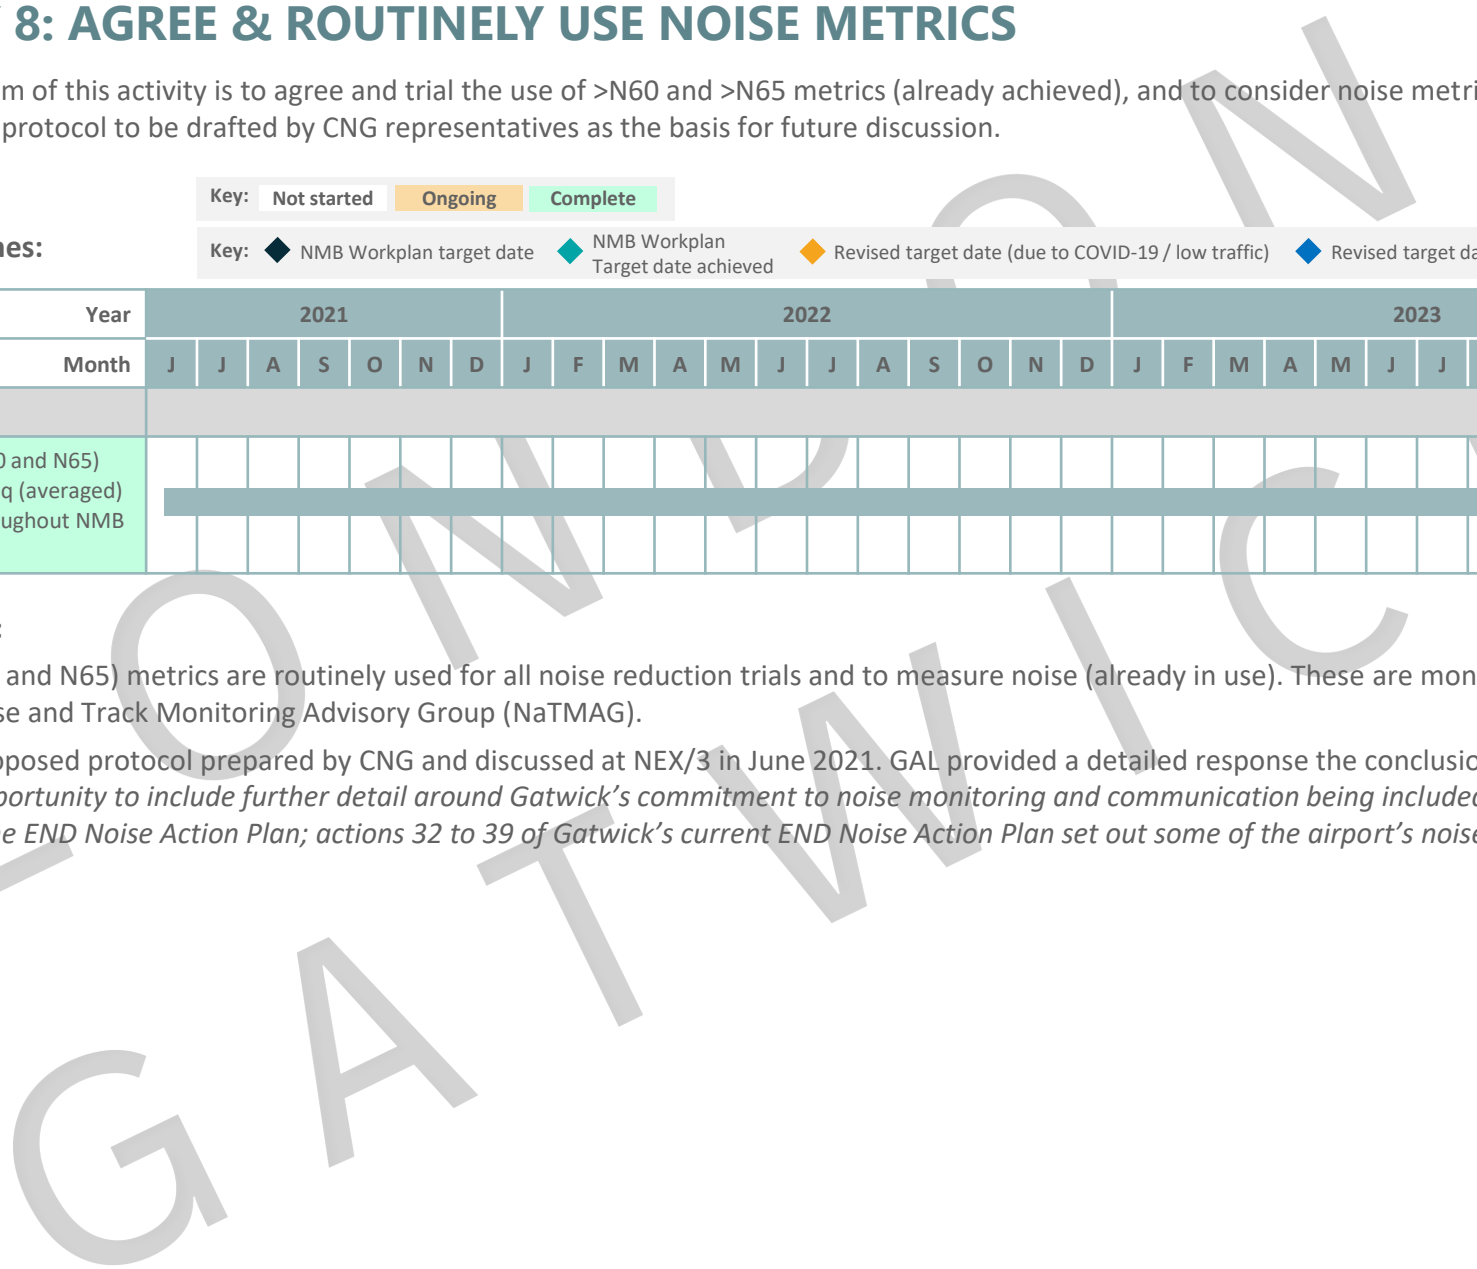 8: AGREE & ROUTINELY USE NOISE METRICS
m of this activity is to agree and trial the use of >N60 and >N65 metrics (already achieved), and to consider noise metri
protocol to be drafted by CNG representatives as the basis for future discussion.
Key: Not started Ongoing Complete
nes:
Key: NMB Workplan target date NMB Workplan Target date achieved Revised target date (due to COVID-19 / low traffic) Revised target da
Year 2021 2022 2023
Month J J A S O N D J F M A M J J A S O N D J F M A M J J
0 and N65)
q (averaged)
ughout NMB
:
and N65) metrics are routinely used for all noise reduction trials and to measure noise (already in use). These are mon
se and Track Monitoring Advisory Group (NaTMAG).
oposed protocol prepared by CNG and discussed at NEX/3 in June 2021. GAL provided a detailed response the conclusio
portunity to include further detail around Gatwick's commitment to noise monitoring and communication being included
he END Noise Action Plan; actions 32 to 39 of Gatwick's current END Noise Action Plan set out some of the airport's noise
LONDON
GATWIC